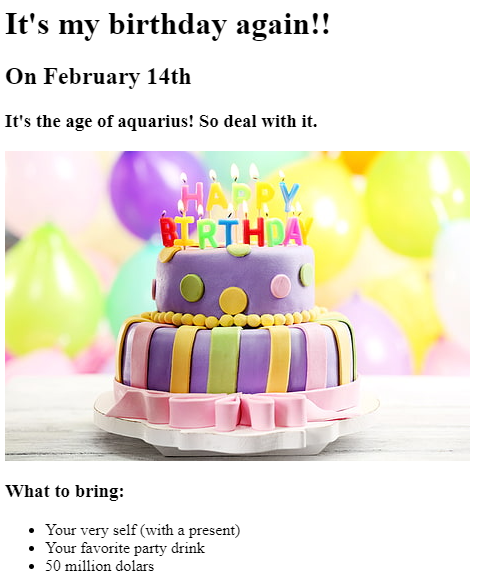 It's my birthday again!!
On February 14th
It's the age of aquarius! So deal with it.
HAPPY
BIRTHDAY
What to bring:
Your very self (with a present)
Your favorite party drink
50 million dolars